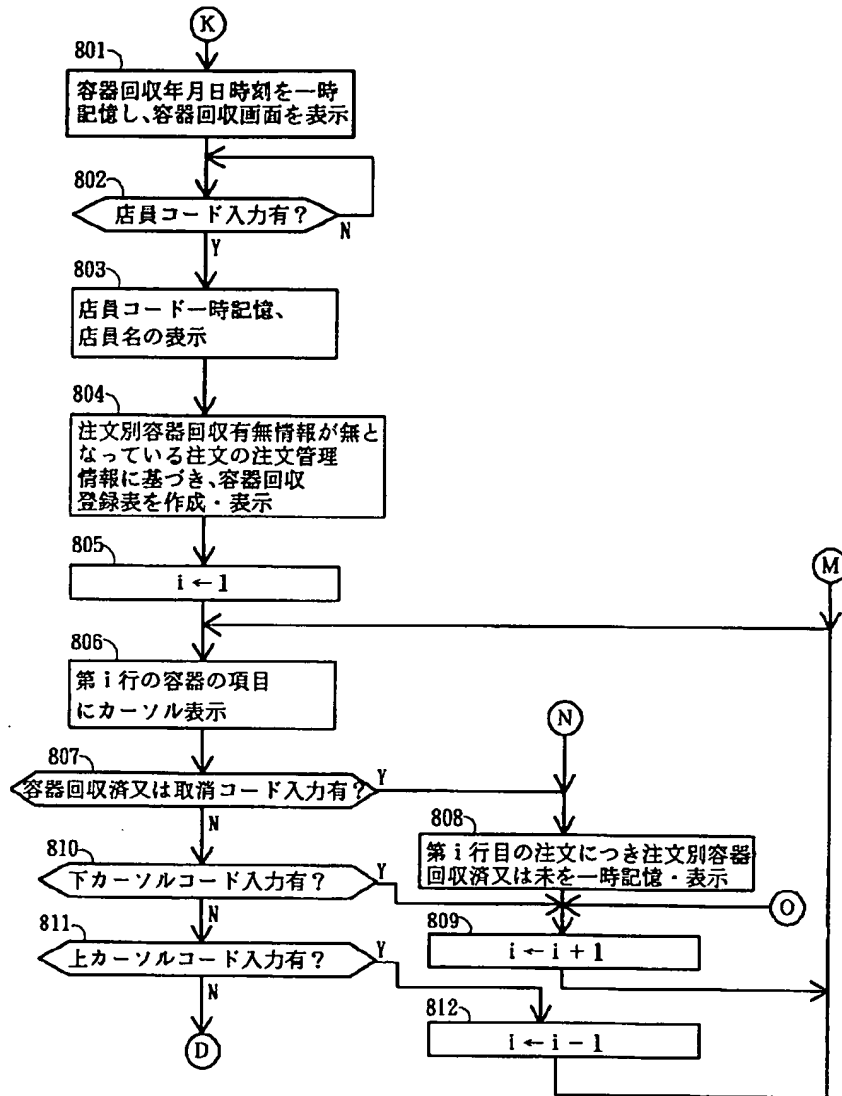 K
801
容器回収年月日時刻を一時
記憶し、容器回収画面を表示
802
店員コード入力有?
N
Y
803
店員コード一時記憶、
店員名の表示
804
注文別容器回収有無情報が無と
なっている注文の注文管理
情報に基づき、容器回収
登録表を作成・表示
805
i←1
M
806
第i行の容器の項目
にカーソル表示
N
807
容器回収済又は取消コード入力有?
Y
N
808
第i行目の注文につき注文別容器
回収済又は未を一時記憶・表示
810
下カーソルコード入力有?
Y
N
O
809
i←i+1
811
上カーソルコード入力有?
Y
N
812
i←i-1
D